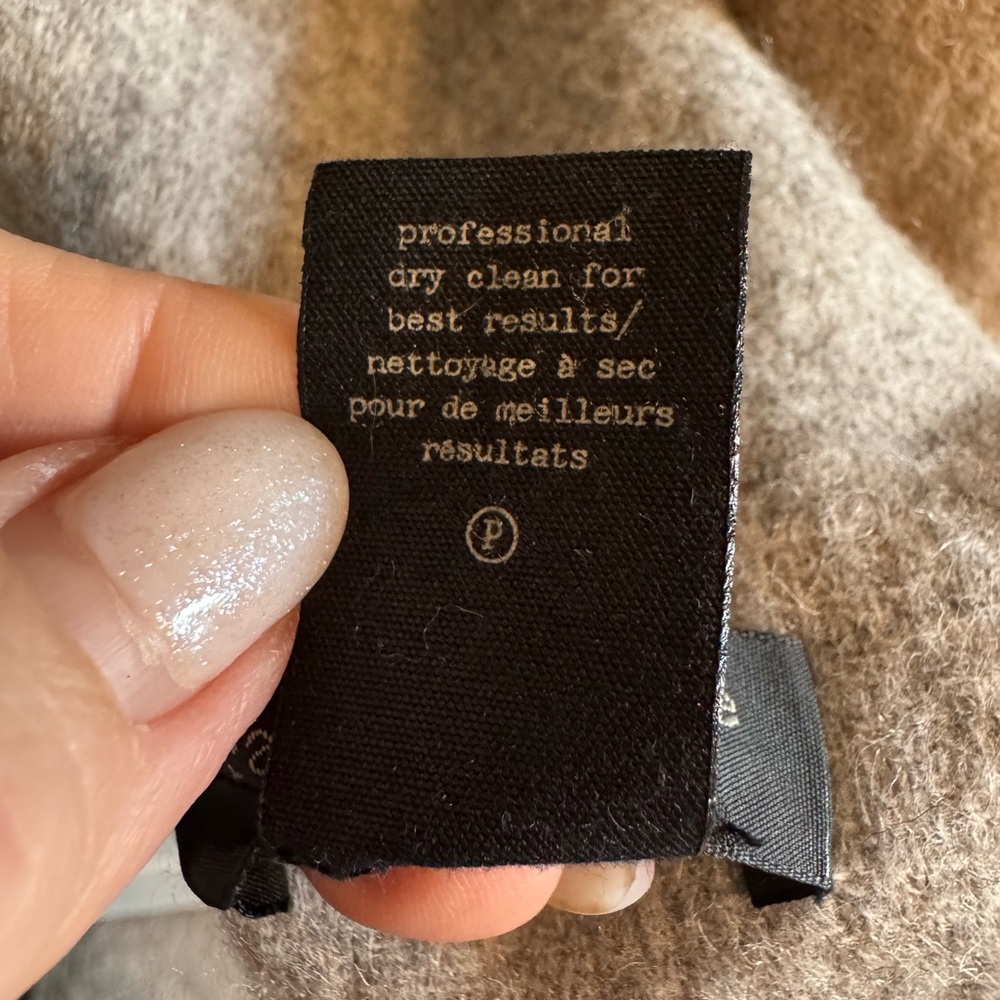 professional
dry clean for
best results/
nettoyage à sec
pour de meilleurs
résultats
P